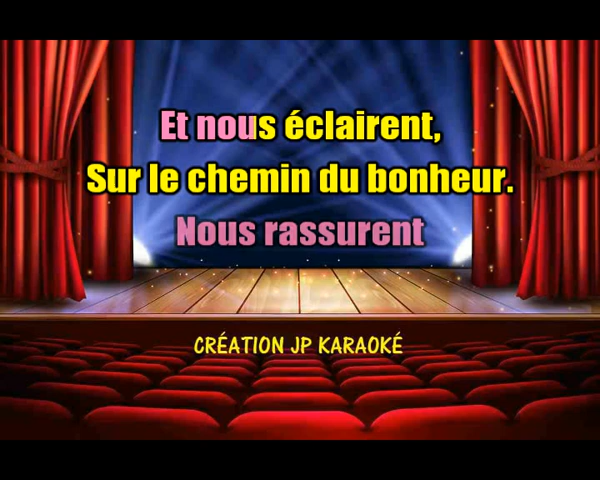 Et nous éclairent,
Sur le chemin du bonheur.
Nous rassurent
CRÉATION JP KARAOKÉ